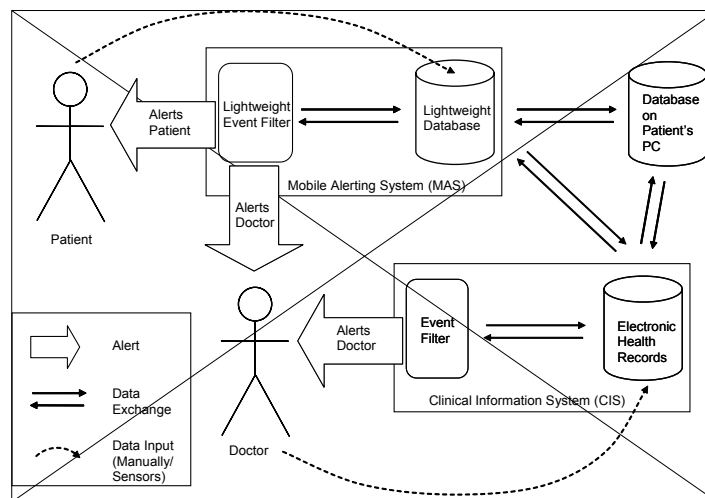 Alerts
Patient
Lightweight
Event Filter
Lightweight
Database
Database
on
Patient's
PC
Mobile Alerting System (MAS)
Patient
Alerts
Doctor
Alerts
Doctor
Event
Filter
Electronic
Health
Records
Clinical Information System (CIS)
Doctor
Alert
Data
Exchange
Data Input
(Manually/
Sensors)